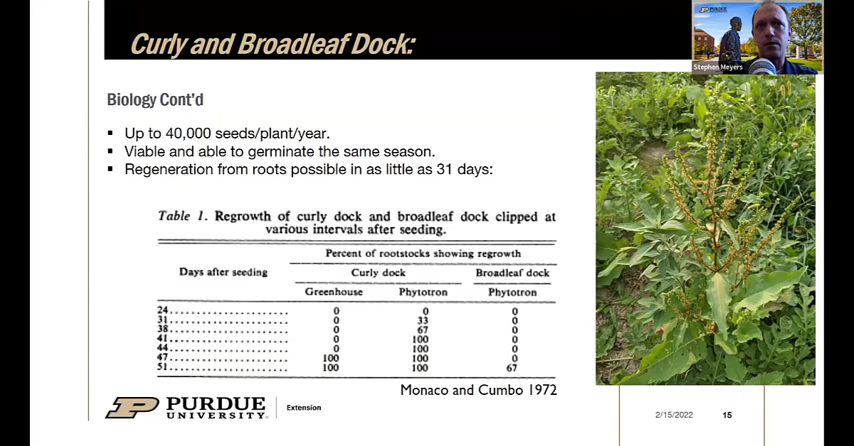 Curly and Broadleaf Dock:
PURDUE
Stephen Meyers
Biology Cont'd
▪ Up to 40,000 seeds/plant/year.
▪ Viable and able to germinate the same season.
▪ Regeneration from roots possible in as little as 31 days:
Table 1. Regrowth of curly dock and broadleaf dock clipped at
various intervals after seeding.
Percent of rootstocks showing regrowth
Days after seeding Curly dock Broadleaf dock
Greenhouse Phytotron Phytotron
24 0 0 0
31 0 33 0
38 0 67 0
41 0 100 0
44 0 100 0
47 100 100 0
51 100 100 67
Monaco and Cumbo 1972
PURDUE
UNIVERSITY
Extension
2/15/2022 15